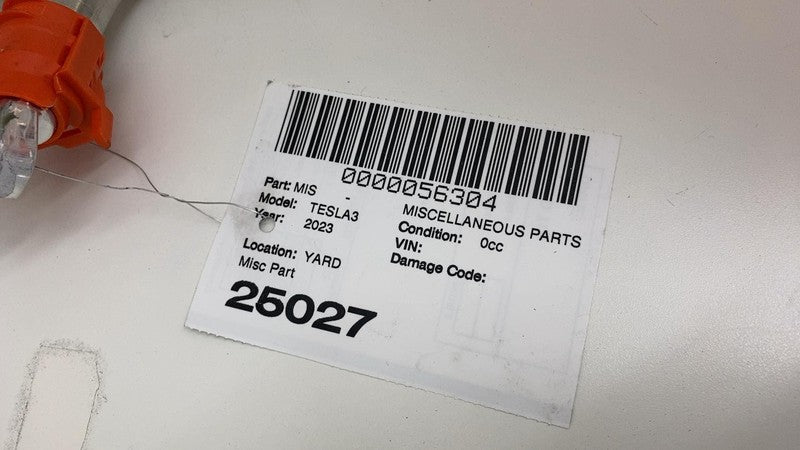 0000056304
Part: MIS -
MISCELLANEOUS PARTS
Model: TESLA3
Condition: 0cc
Year: 2023
VIN:
Location: YARD
Damage Code:
Misc Part
25027